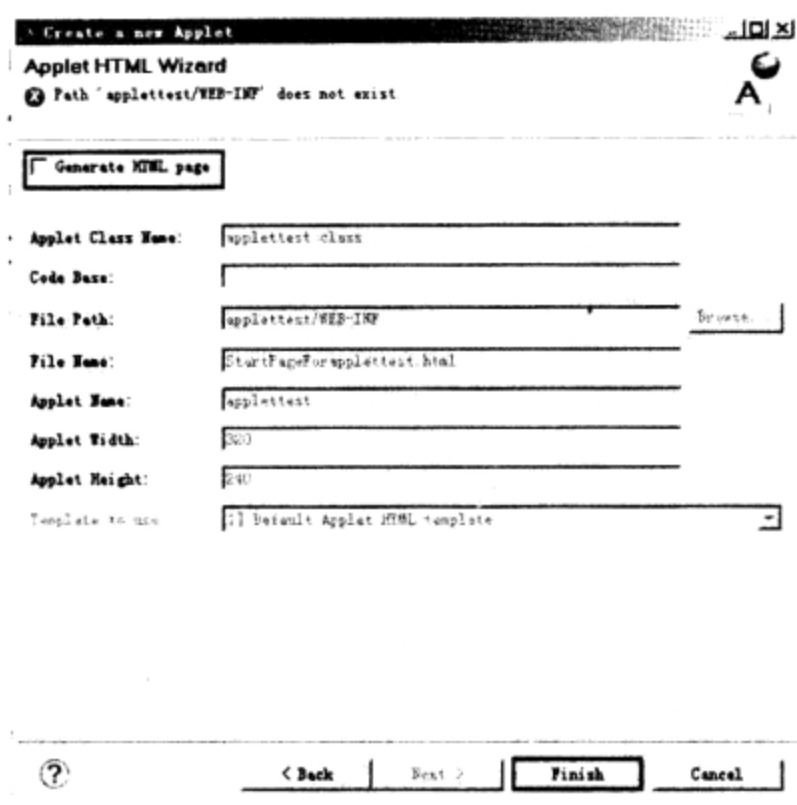 Create a new Applet
Applet HTML Wizard
Path 'applettest/WEB-INF' does not exist
A
Generate HTML page
Applet Class Name: applettest.class
Code Base:
File Path: applettest/WEB-INF Browse...
File Name: StartPageForapplettest.html
Applet Name: applettest
Applet Width: 320
Applet Height: 240
Template to use [1] Default Applet HTML template
? < Back Next > Finish Cancel